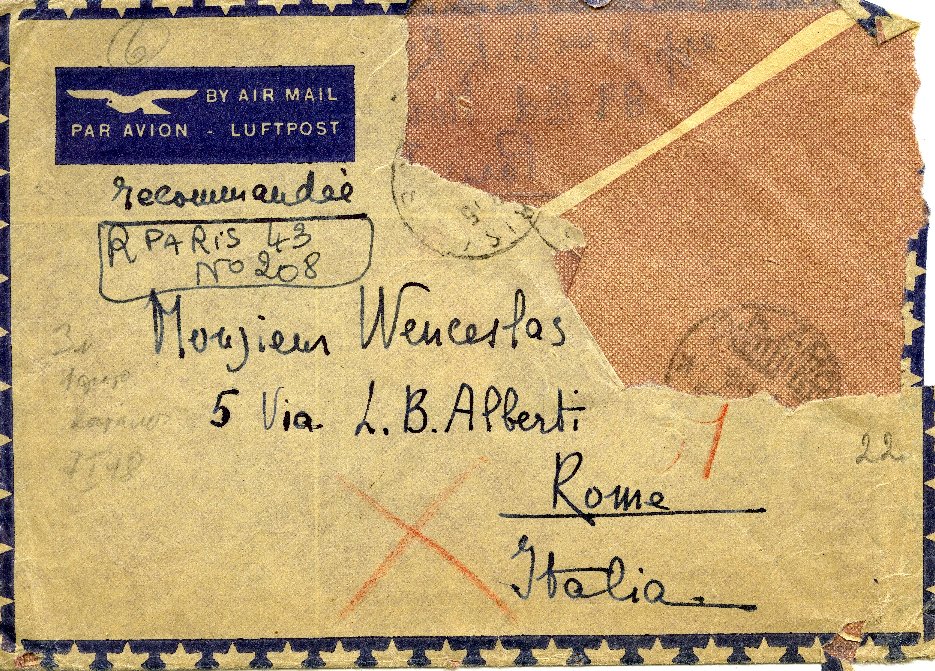 BY AIR MAIL
PAR AVION - LUFTPOST
recommandée
R PARIS 43
No 208
Monsieur Wenceslas
5 Via L.B. Alberti
Rome
Italia
6
1
22